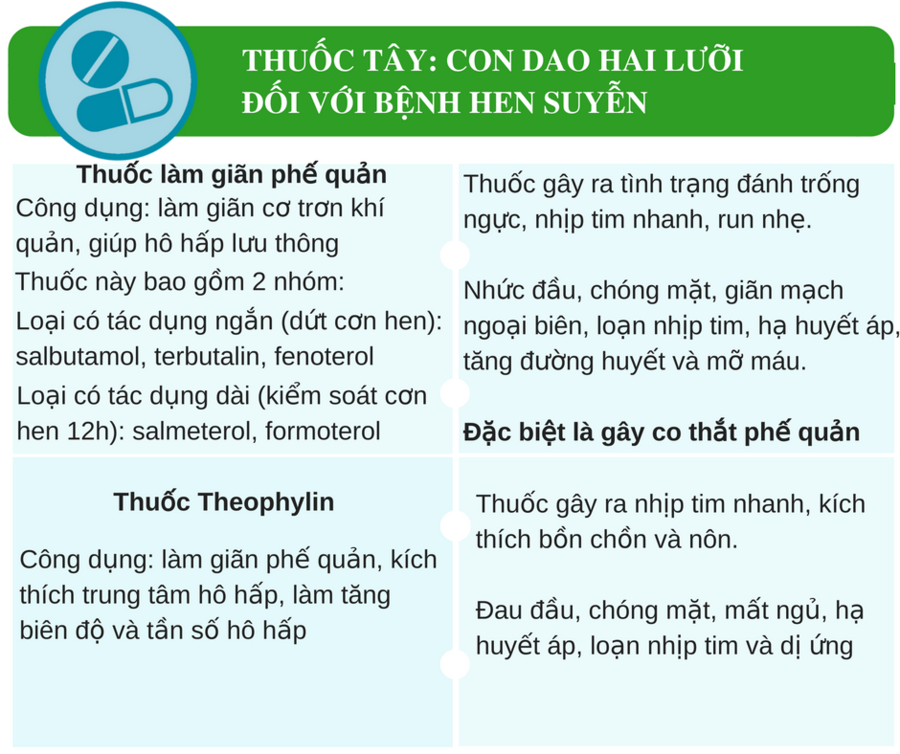 THUỐC TÂY: CON DAO HAI LƯỠI
ĐỐI VỚI BỆNH HEN SUYỄN
Thuốc làm giãn phế quản
Công dụng: làm giãn cơ trơn khí
quản, giúp hô hấp lưu thông
Thuốc này bao gồm 2 nhóm:
Loại có tác dụng ngắn (dứt cơn hen):
salbutamol, terbutalin, fenoterol
Loại có tác dụng dài (kiểm soát cơn
hen 12h): salmeterol, formoterol
Thuốc gây ra tình trạng đánh trống
ngực, nhịp tim nhanh, run nhẹ.
Nhức đầu, chóng mặt, giãn mạch
ngoại biên, loạn nhịp tim, hạ huyết áp,
tăng đường huyết và mỡ máu.
Đặc biệt là gây co thắt phế quản
Thuốc Theophylin
Công dụng: làm giãn phế quản, kích
thích trung tâm hô hấp, làm tăng
biên độ và tần số hô hấp
Thuốc gây ra nhịp tim nhanh, kích
thích bồn chồn và nôn.
Đau đầu, chóng mặt, mất ngủ, hạ
huyết áp, loạn nhịp tim và dị ứng